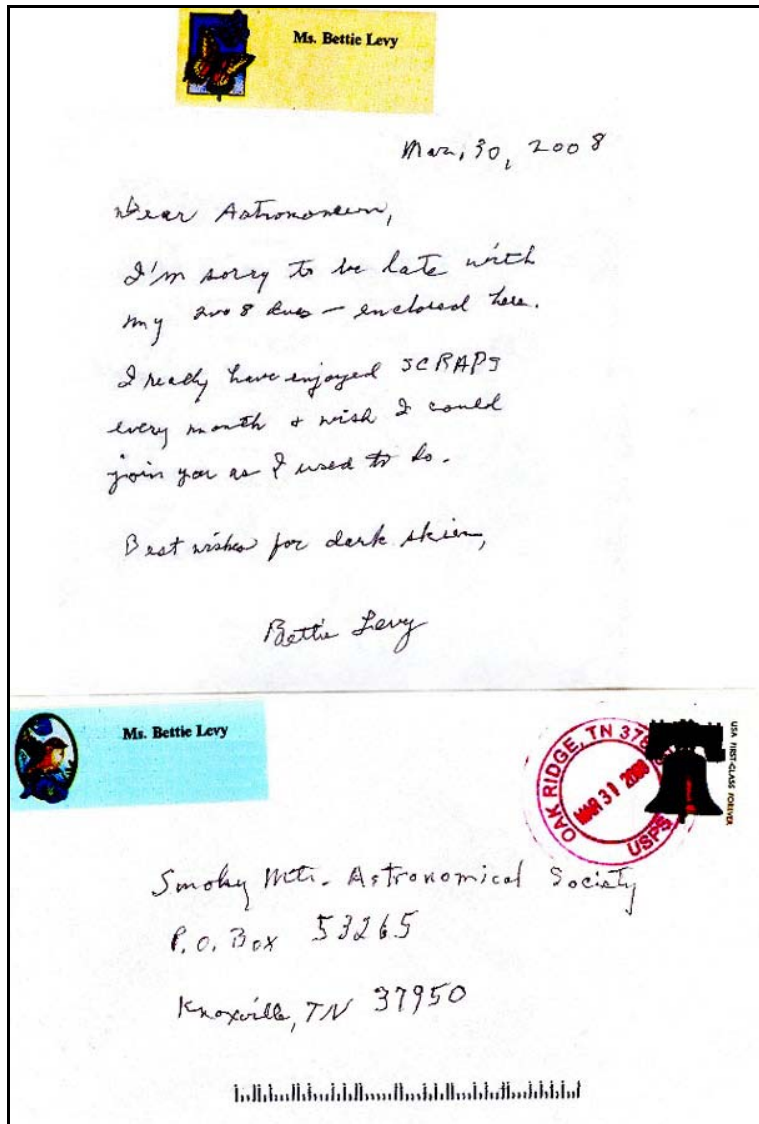 Ms. Bettie Levy
Mar. 30, 2008
Dear Astronomers,
I'm sorry to be late with
my 2008 dues – enclosed here.
I really have enjoyed SCRAPS
every month & wish I could
join you as I used to do.
Best wishes for dark skies,
Bettie Levy
Ms. Bettie Levy
OAK RIDGE, TN
MAR 31 2008
USPS
USA FIRST-CLASS FOREVER
Smoky Mtn. Astronomical Society
P.O. Box 53265
Knoxville, TN 37950